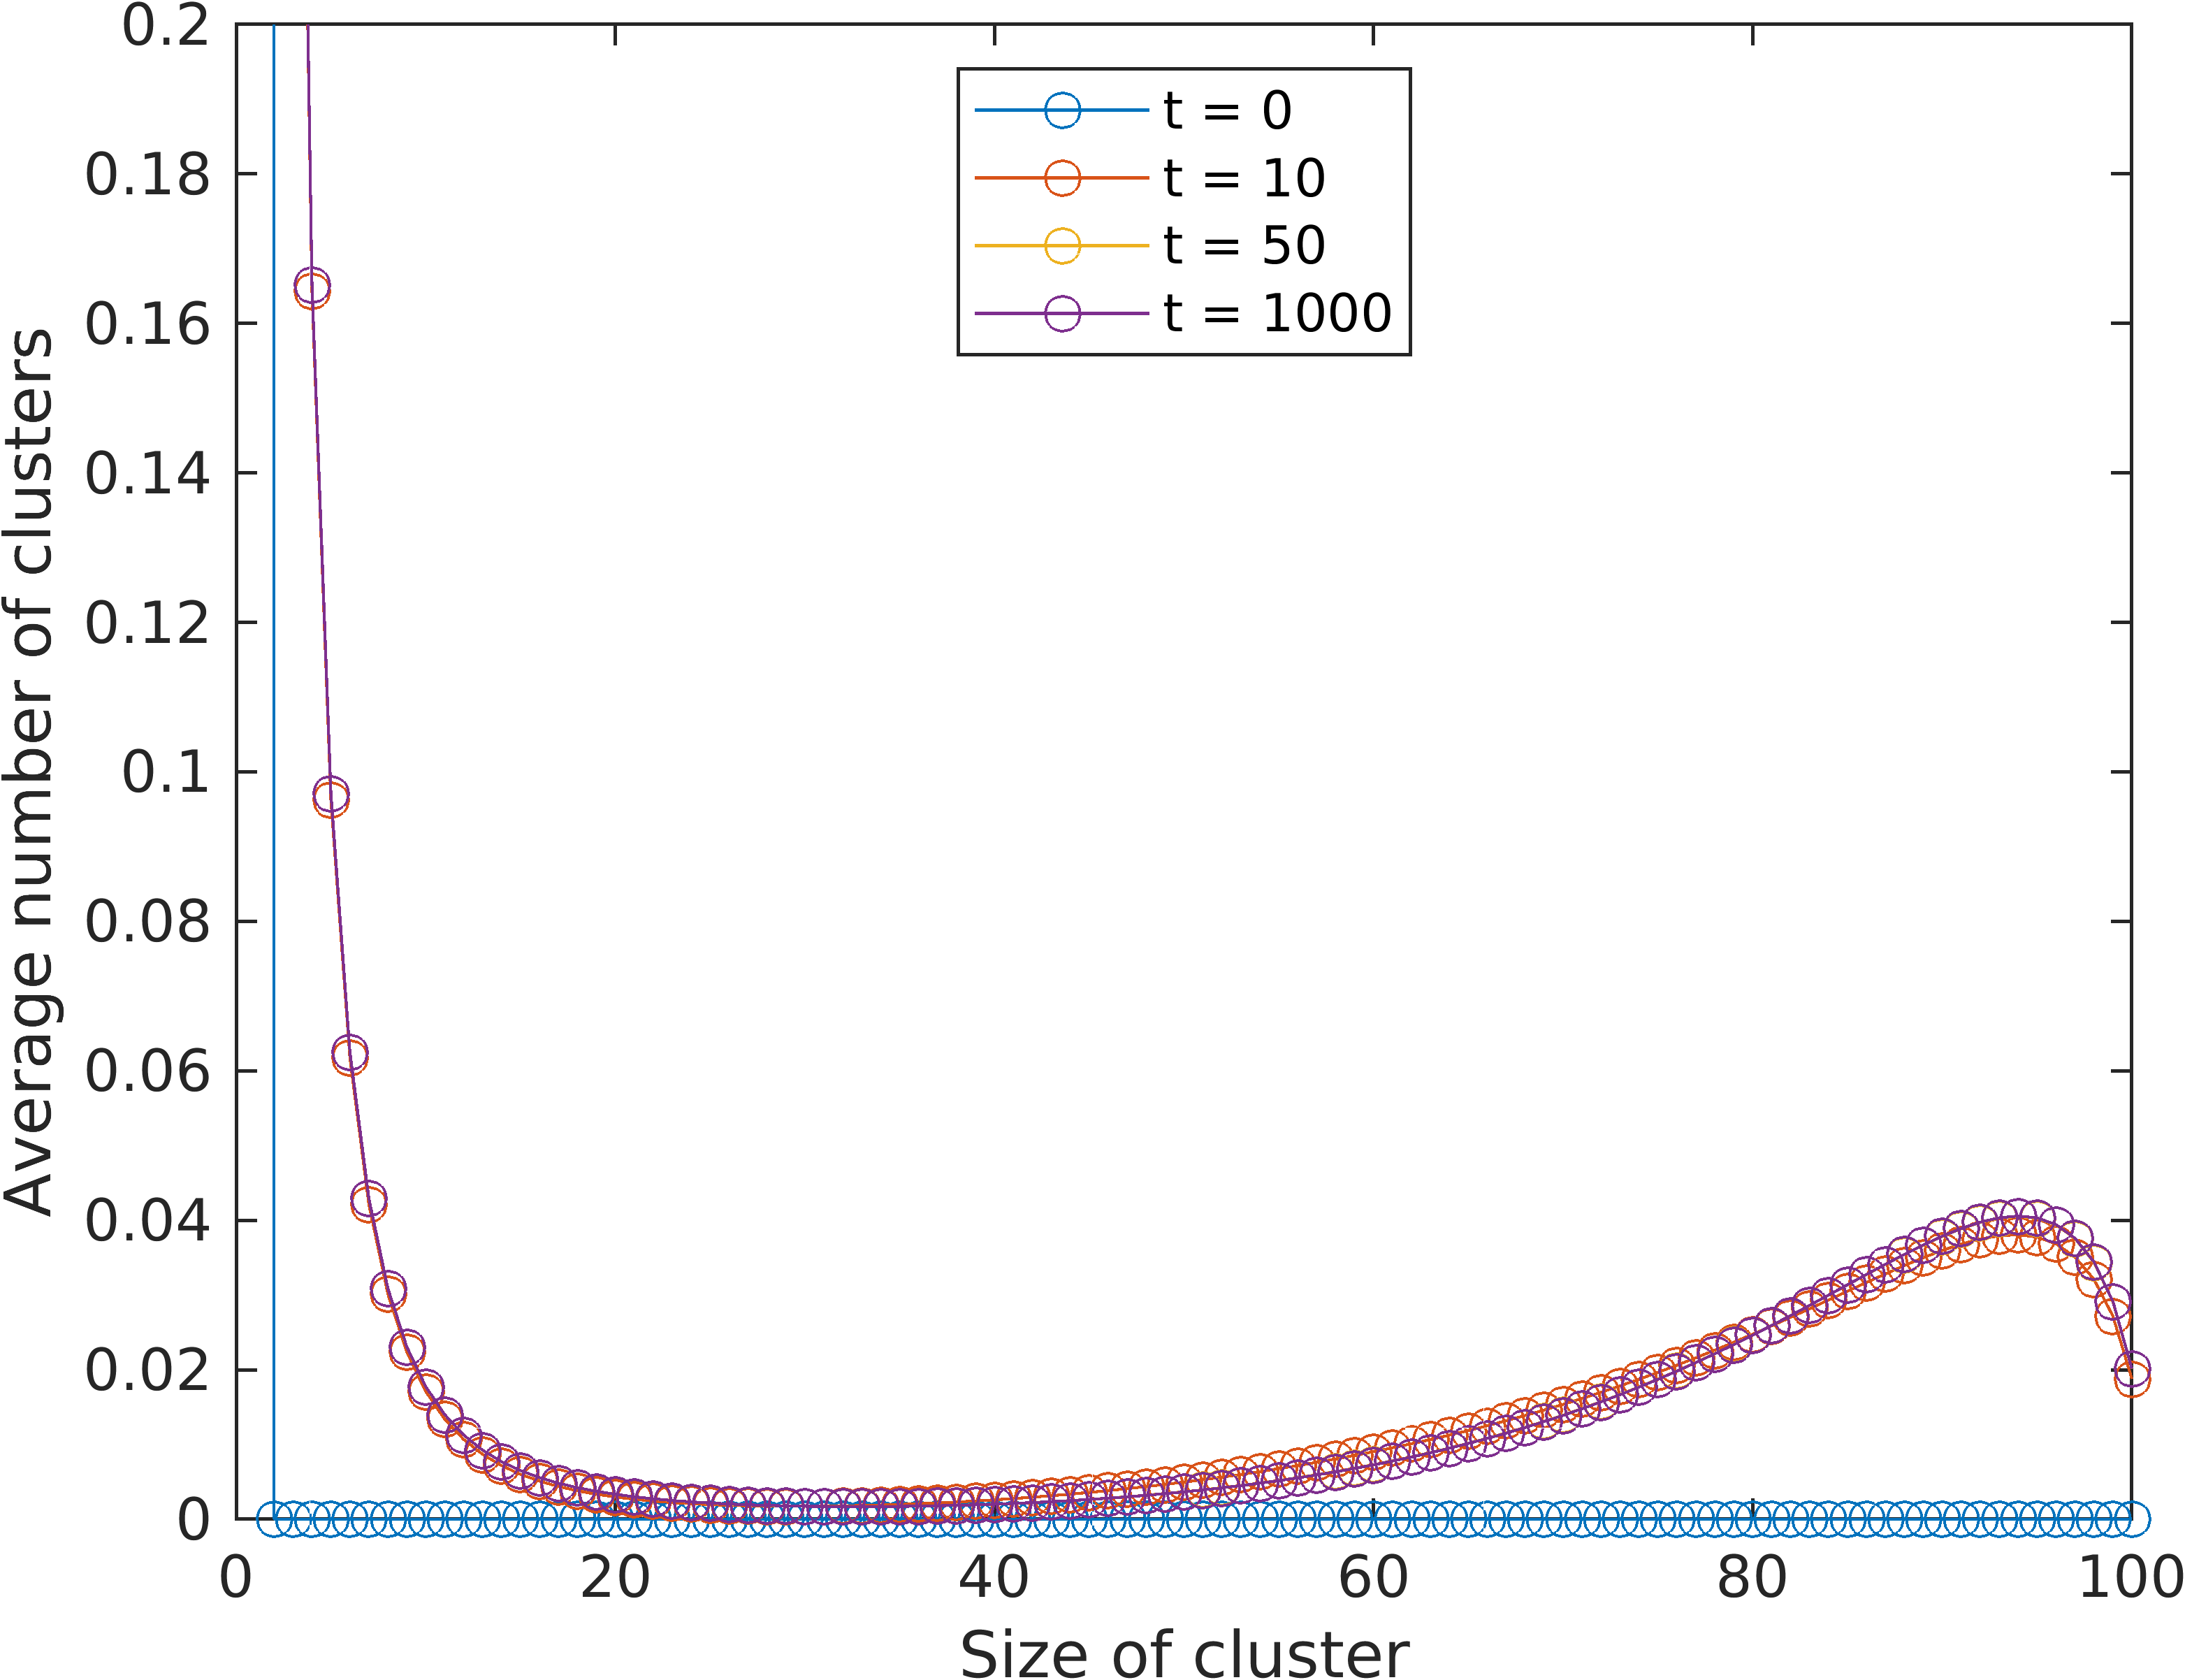 0.2
0.18
0.16
0.14
0.12
0.1
0.08
0.06
0.04
0.02
0
Average number of clusters
t = 0
t = 10
t = 50
t = 1000
0 20 40 60 80 100
Size of cluster